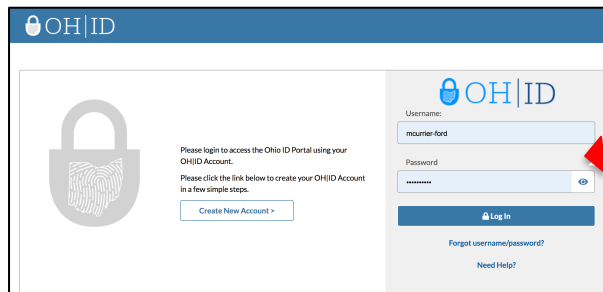 OH|ID
Please login to access the Ohio ID Portal using your
OH|ID Account.
Please click the link below to create your OH|ID Account
in a few simple steps.
Create New Account >
OH|ID
Username:
mcurrier-ford
Password
••••••••••
Log In
Forgot username/password?
Need Help?